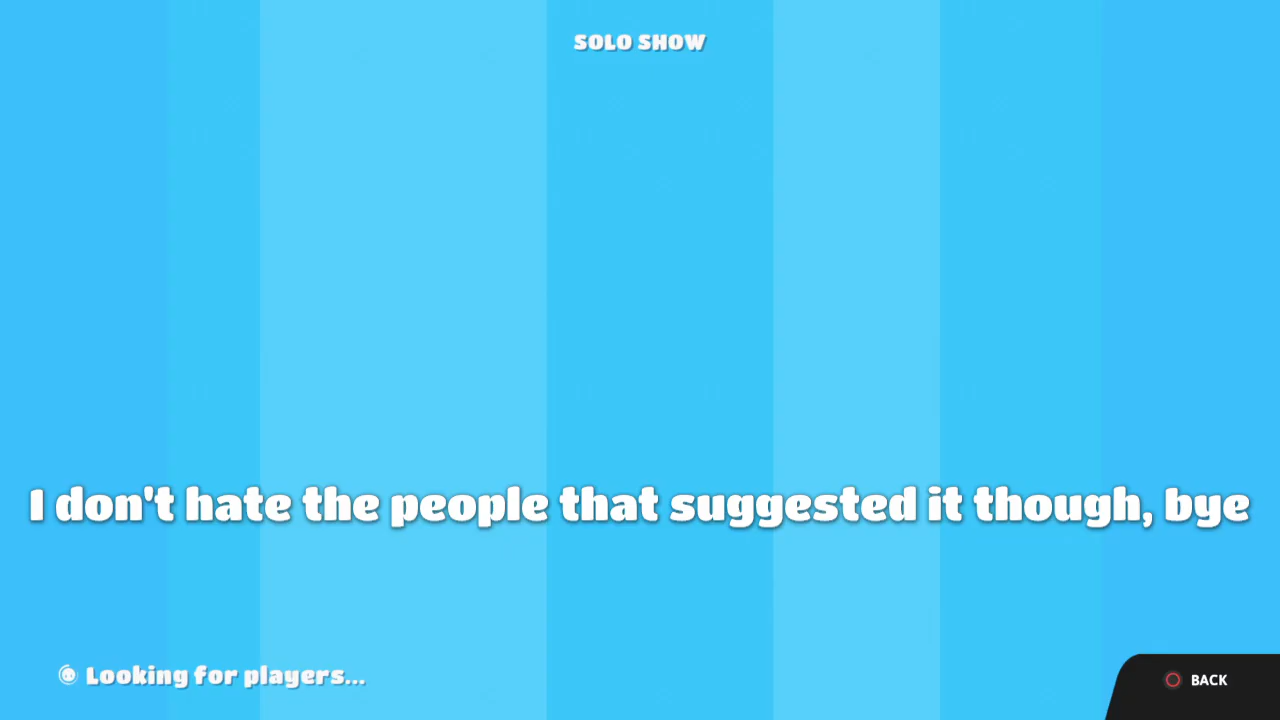 SOLO SHOW
I don't hate the people that suggested it though, bye
Looking for players...
BACK